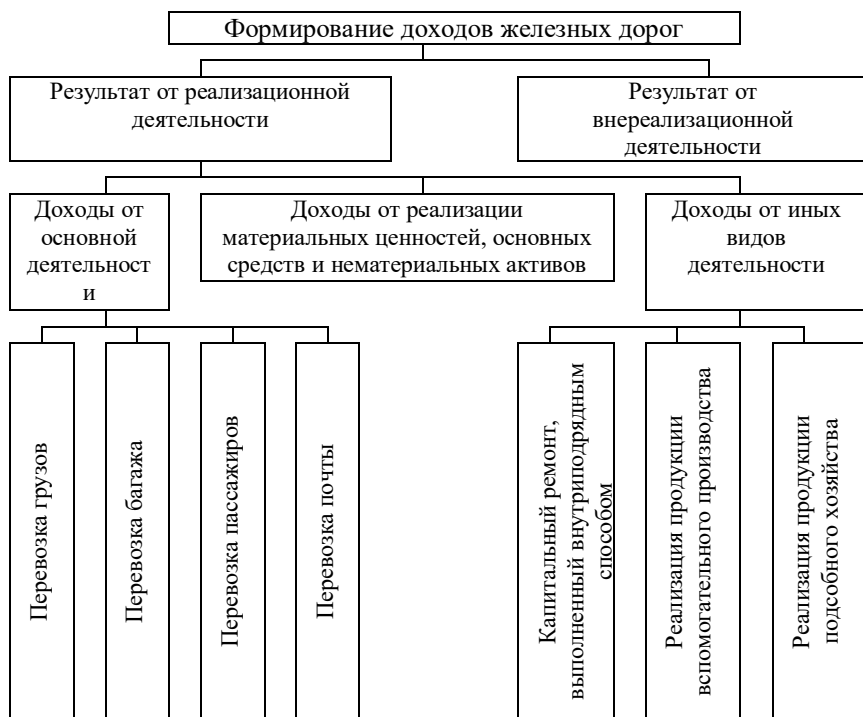 Формирование доходов железных дорог
Результат от реализационной
деятельности
Результат от
внереализационной
деятельности
Доходы от
основной
деятельност
и
Доходы от реализации
материальных ценностей, основных
средств и нематериальных активов
Доходы от иных
видов
деятельности
Перевозка грузов
Перевозка багажа
Перевозка пассажиров
Перевозка почты
Капитальный ремонт,
выполненный внутриподрядным
способом
Реализация продукции
вспомогательного производства
Реализация продукции
подсобного хозяйства